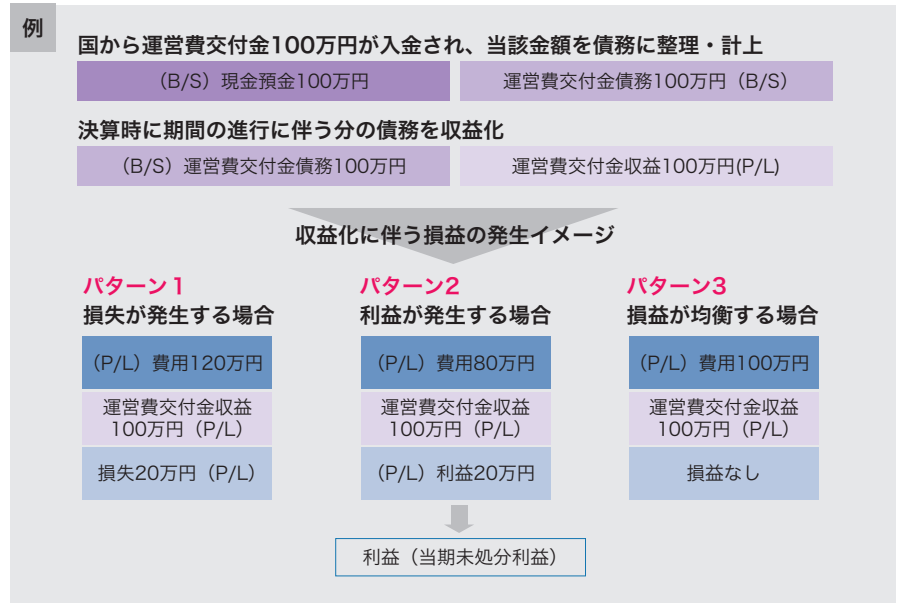 例
国から運営費交付金100万円が入金され、当該金額を債務に整理・計上
（B/S）現金預金100万円
運営費交付金債務100万円（B/S）
決算時に期間の進行に伴う分の債務を収益化
（B/S）運営費交付金債務100万円
運営費交付金収益100万円(P/L)
収益化に伴う損益の発生イメージ
パターン1
損失が発生する場合
（P/L）費用120万円
運営費交付金収益
100万円（P/L）
損失20万円（P/L）
パターン2
利益が発生する場合
（P/L）費用80万円
運営費交付金収益
100万円（P/L）
（P/L）利益20万円
利益（当期未処分利益）
パターン3
損益が均衡する場合
（P/L）費用100万円
運営費交付金収益
100万円（P/L）
損益なし